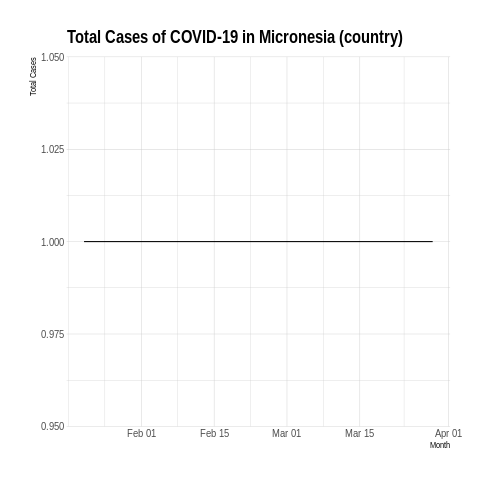 Total Cases of COVID-19 in Micronesia (country)
Total Cases
1.050
1.025
1.000
0.975
0.950
Feb 01
Feb 15
Mar 01
Mar 15
Apr 01
Month